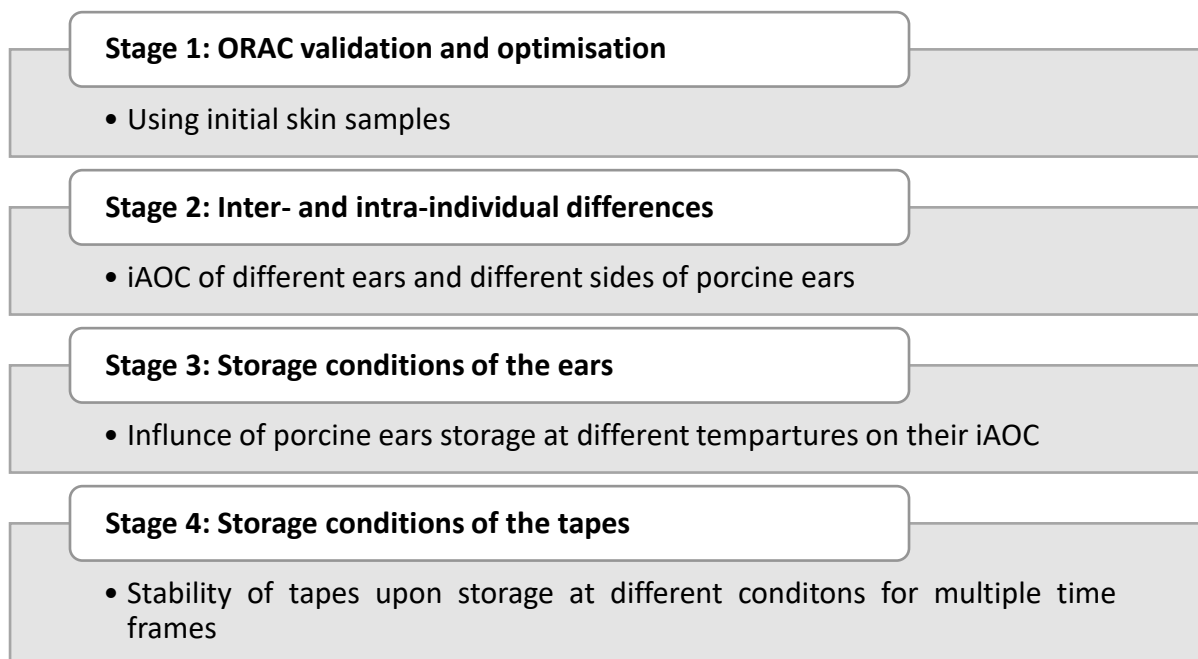 Stage 1: ORAC validation and optimisation
• Using initial skin samples
Stage 2: Inter- and intra-individual differences
• iAOC of different ears and different sides of porcine ears
Stage 3: Storage conditions of the ears
• Influnce of porcine ears storage at different tempartures on their iAOC
Stage 4: Storage conditions of the tapes
• Stability of tapes upon storage at different conditons for multiple time
frames